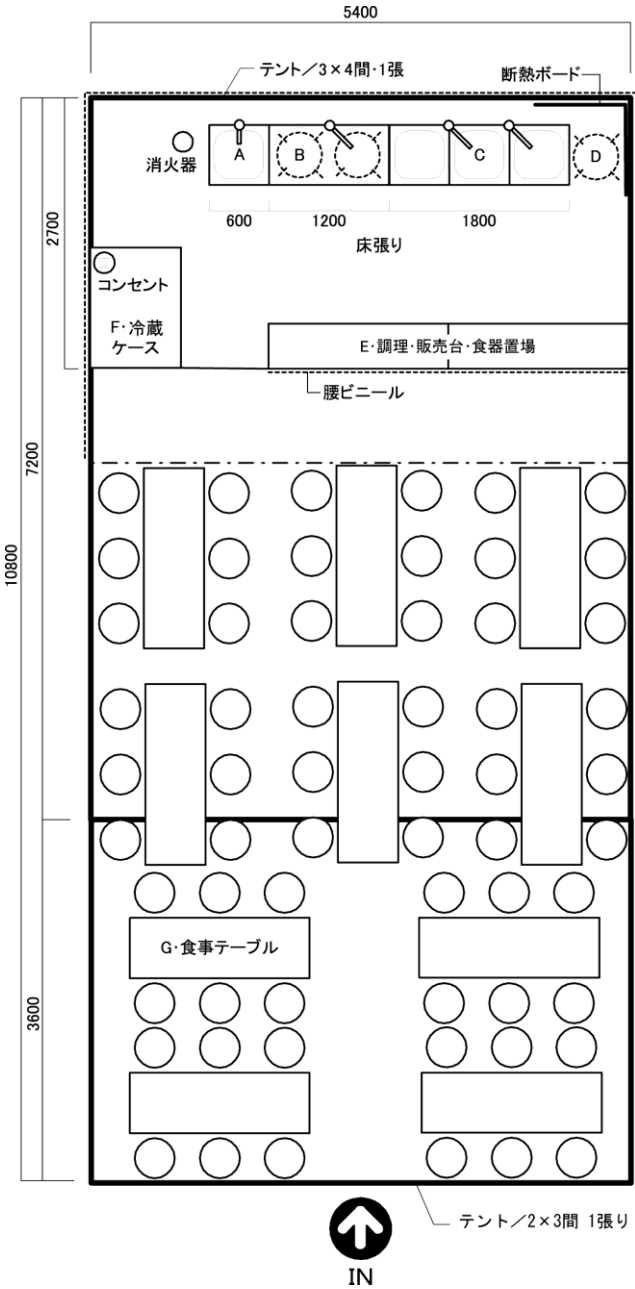 5400
テント／3×4間・1張
断熱ボード
消火器
A
B
C
D
600
1200
1800
床張り
2700
コンセント
F・冷蔵
ケース
E・調理・販売台・食器置場
腰ビニール
7200
10800
G・食事テーブル
3600
テント／2×3間 1張り
IN